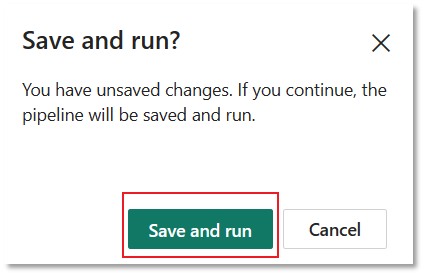 Save and run?
You have unsaved changes. If you continue, the
pipeline will be saved and run.
Save and run
Cancel